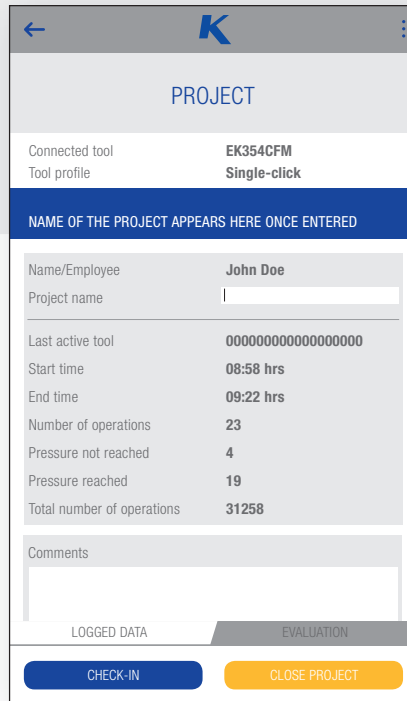 K
PROJECT
Connected tool EK354CFM
Tool profile Single-click
NAME OF THE PROJECT APPEARS HERE ONCE ENTERED
Name/Employee John Doe
Project name
Last active tool 000000000000000000
Start time 08:58 hrs
End time 09:22 hrs
Number of operations 23
Pressure not reached 4
Pressure reached 19
Total number of operations 31258
Comments
LOGGED DATA EVALUATION
CHECK-IN CLOSE PROJECT